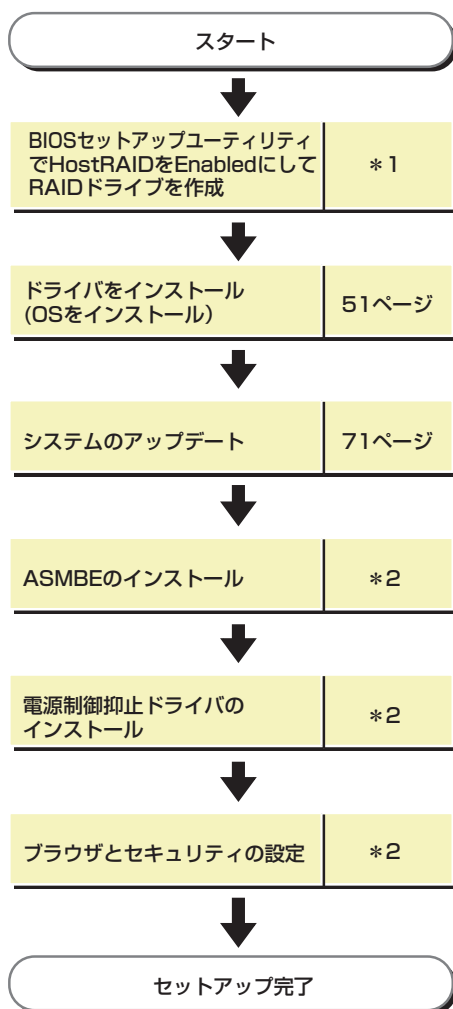 スタート
BIOSセットアップユーティリティ
でHostRAIDをEnabledにして
RAIDドライブを作成
＊1
ドライバをインストール
(OSをインストール）
51ページ
システムのアップデート
71ページ
ASMBEのインストール
＊2
電源制御抑止ドライバの
インストール
＊2
ブラウザとセキュリティの設定
＊2
セットアップ完了